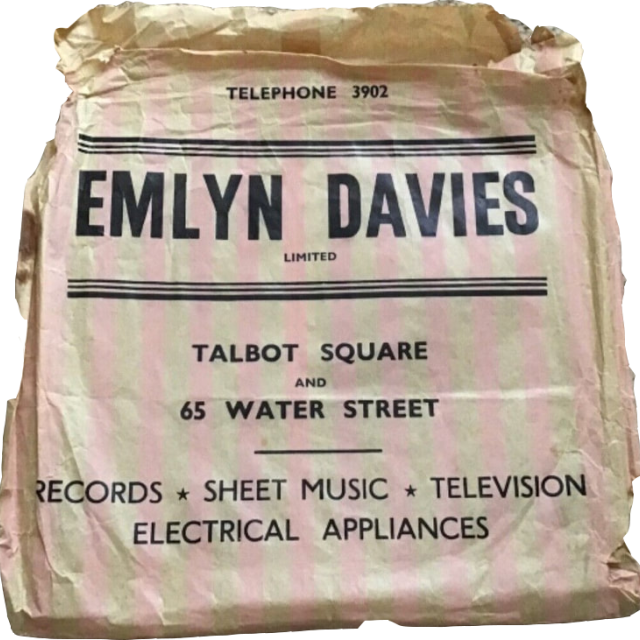 TELEPHONE 3902
EMLYN DAVIES
LIMITED
TALBOT SQUARE
AND
65 WATER STREET
RECORDS ★ SHEET MUSIC ★ TELEVISION
ELECTRICAL APPLIANCES